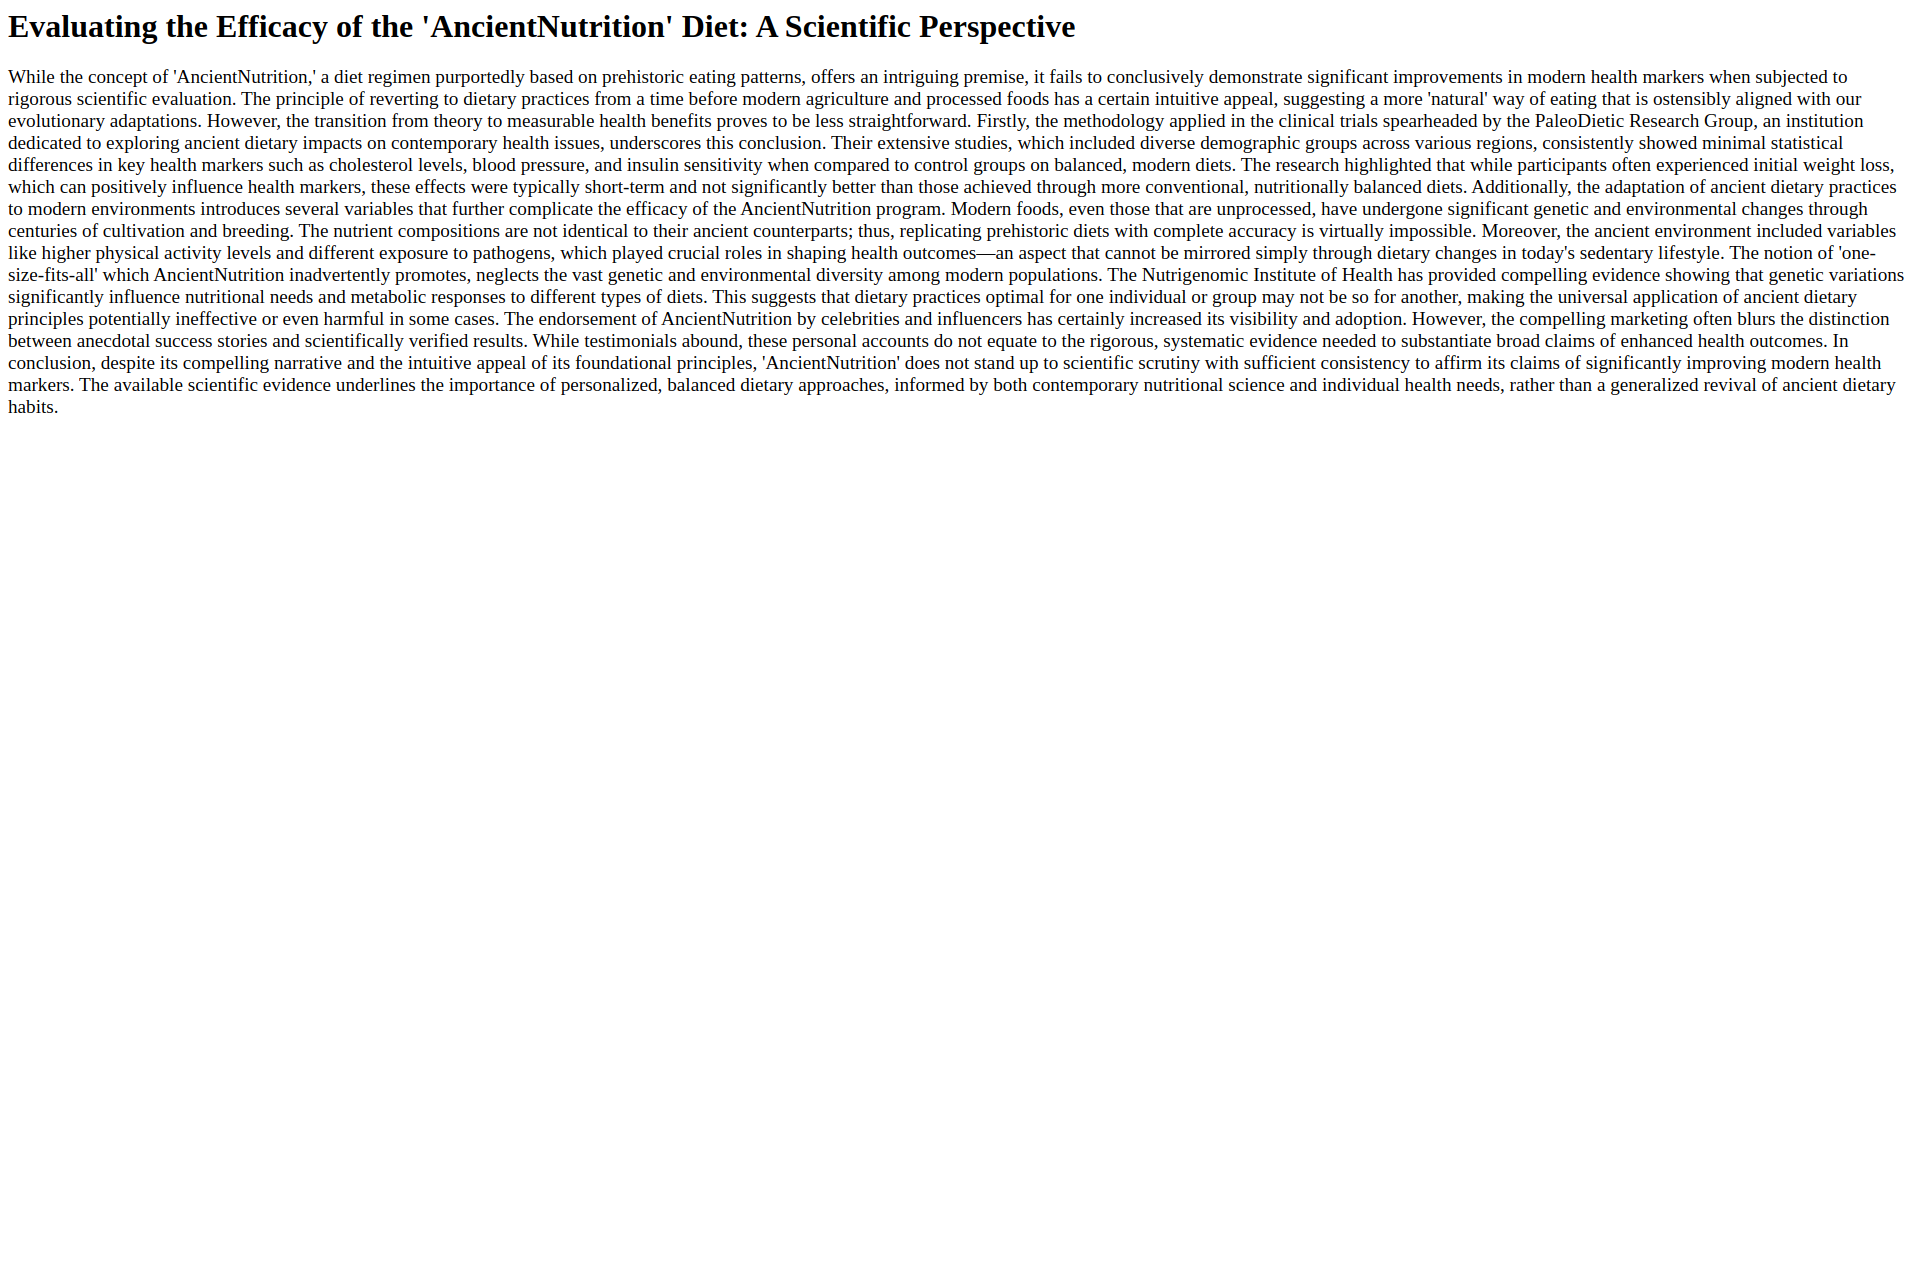 Evaluating the Efficacy of the 'AncientNutrition' Diet: A Scientific Perspective
While the concept of 'AncientNutrition,' a diet regimen purportedly based on prehistoric eating patterns, offers an intriguing premise, it fails to conclusively demonstrate significant improvements in modern health markers when subjected to
rigorous scientific evaluation. The principle of reverting to dietary practices from a time before modern agriculture and processed foods has a certain intuitive appeal, suggesting a more 'natural' way of eating that is ostensibly aligned with our
evolutionary adaptations. However, the transition from theory to measurable health benefits proves to be less straightforward. Firstly, the methodology applied in the clinical trials spearheaded by the PaleoDietic Research Group, an institution
dedicated to exploring ancient dietary impacts on contemporary health issues, underscores this conclusion. Their extensive studies, which included diverse demographic groups across various regions, consistently showed minimal statistical
differences in key health markers such as cholesterol levels, blood pressure, and insulin sensitivity when compared to control groups on balanced, modern diets. The research highlighted that while participants often experienced initial weight loss,
which can positively influence health markers, these effects were typically short-term and not significantly better than those achieved through more conventional, nutritionally balanced diets. Additionally, the adaptation of ancient dietary practices
to modern environments introduces several variables that further complicate the efficacy of the AncientNutrition program. Modern foods, even those that are unprocessed, have undergone significant genetic and environmental changes through
centuries of cultivation and breeding. The nutrient compositions are not identical to their ancient counterparts; thus, replicating prehistoric diets with complete accuracy is virtually impossible. Moreover, the ancient environment included variables
like higher physical activity levels and different exposure to pathogens, which played crucial roles in shaping health outcomes—an aspect that cannot be mirrored simply through dietary changes in today's sedentary lifestyle. The notion of 'one-
size-fits-all' which AncientNutrition inadvertently promotes, neglects the vast genetic and environmental diversity among modern populations. The Nutrigenomic Institute of Health has provided compelling evidence showing that genetic variations
significantly influence nutritional needs and metabolic responses to different types of diets. This suggests that dietary practices optimal for one individual or group may not be so for another, making the universal application of ancient dietary
principles potentially ineffective or even harmful in some cases. The endorsement of AncientNutrition by celebrities and influencers has certainly increased its visibility and adoption. However, the compelling marketing often blurs the distinction
between anecdotal success stories and scientifically verified results. While testimonials abound, these personal accounts do not equate to the rigorous, systematic evidence needed to substantiate broad claims of enhanced health outcomes. In
conclusion, despite its compelling narrative and the intuitive appeal of its foundational principles, 'AncientNutrition' does not stand up to scientific scrutiny with sufficient consistency to affirm its claims of significantly improving modern health
markers. The available scientific evidence underlines the importance of personalized, balanced dietary approaches, informed by both contemporary nutritional science and individual health needs, rather than a generalized revival of ancient dietary
habits.